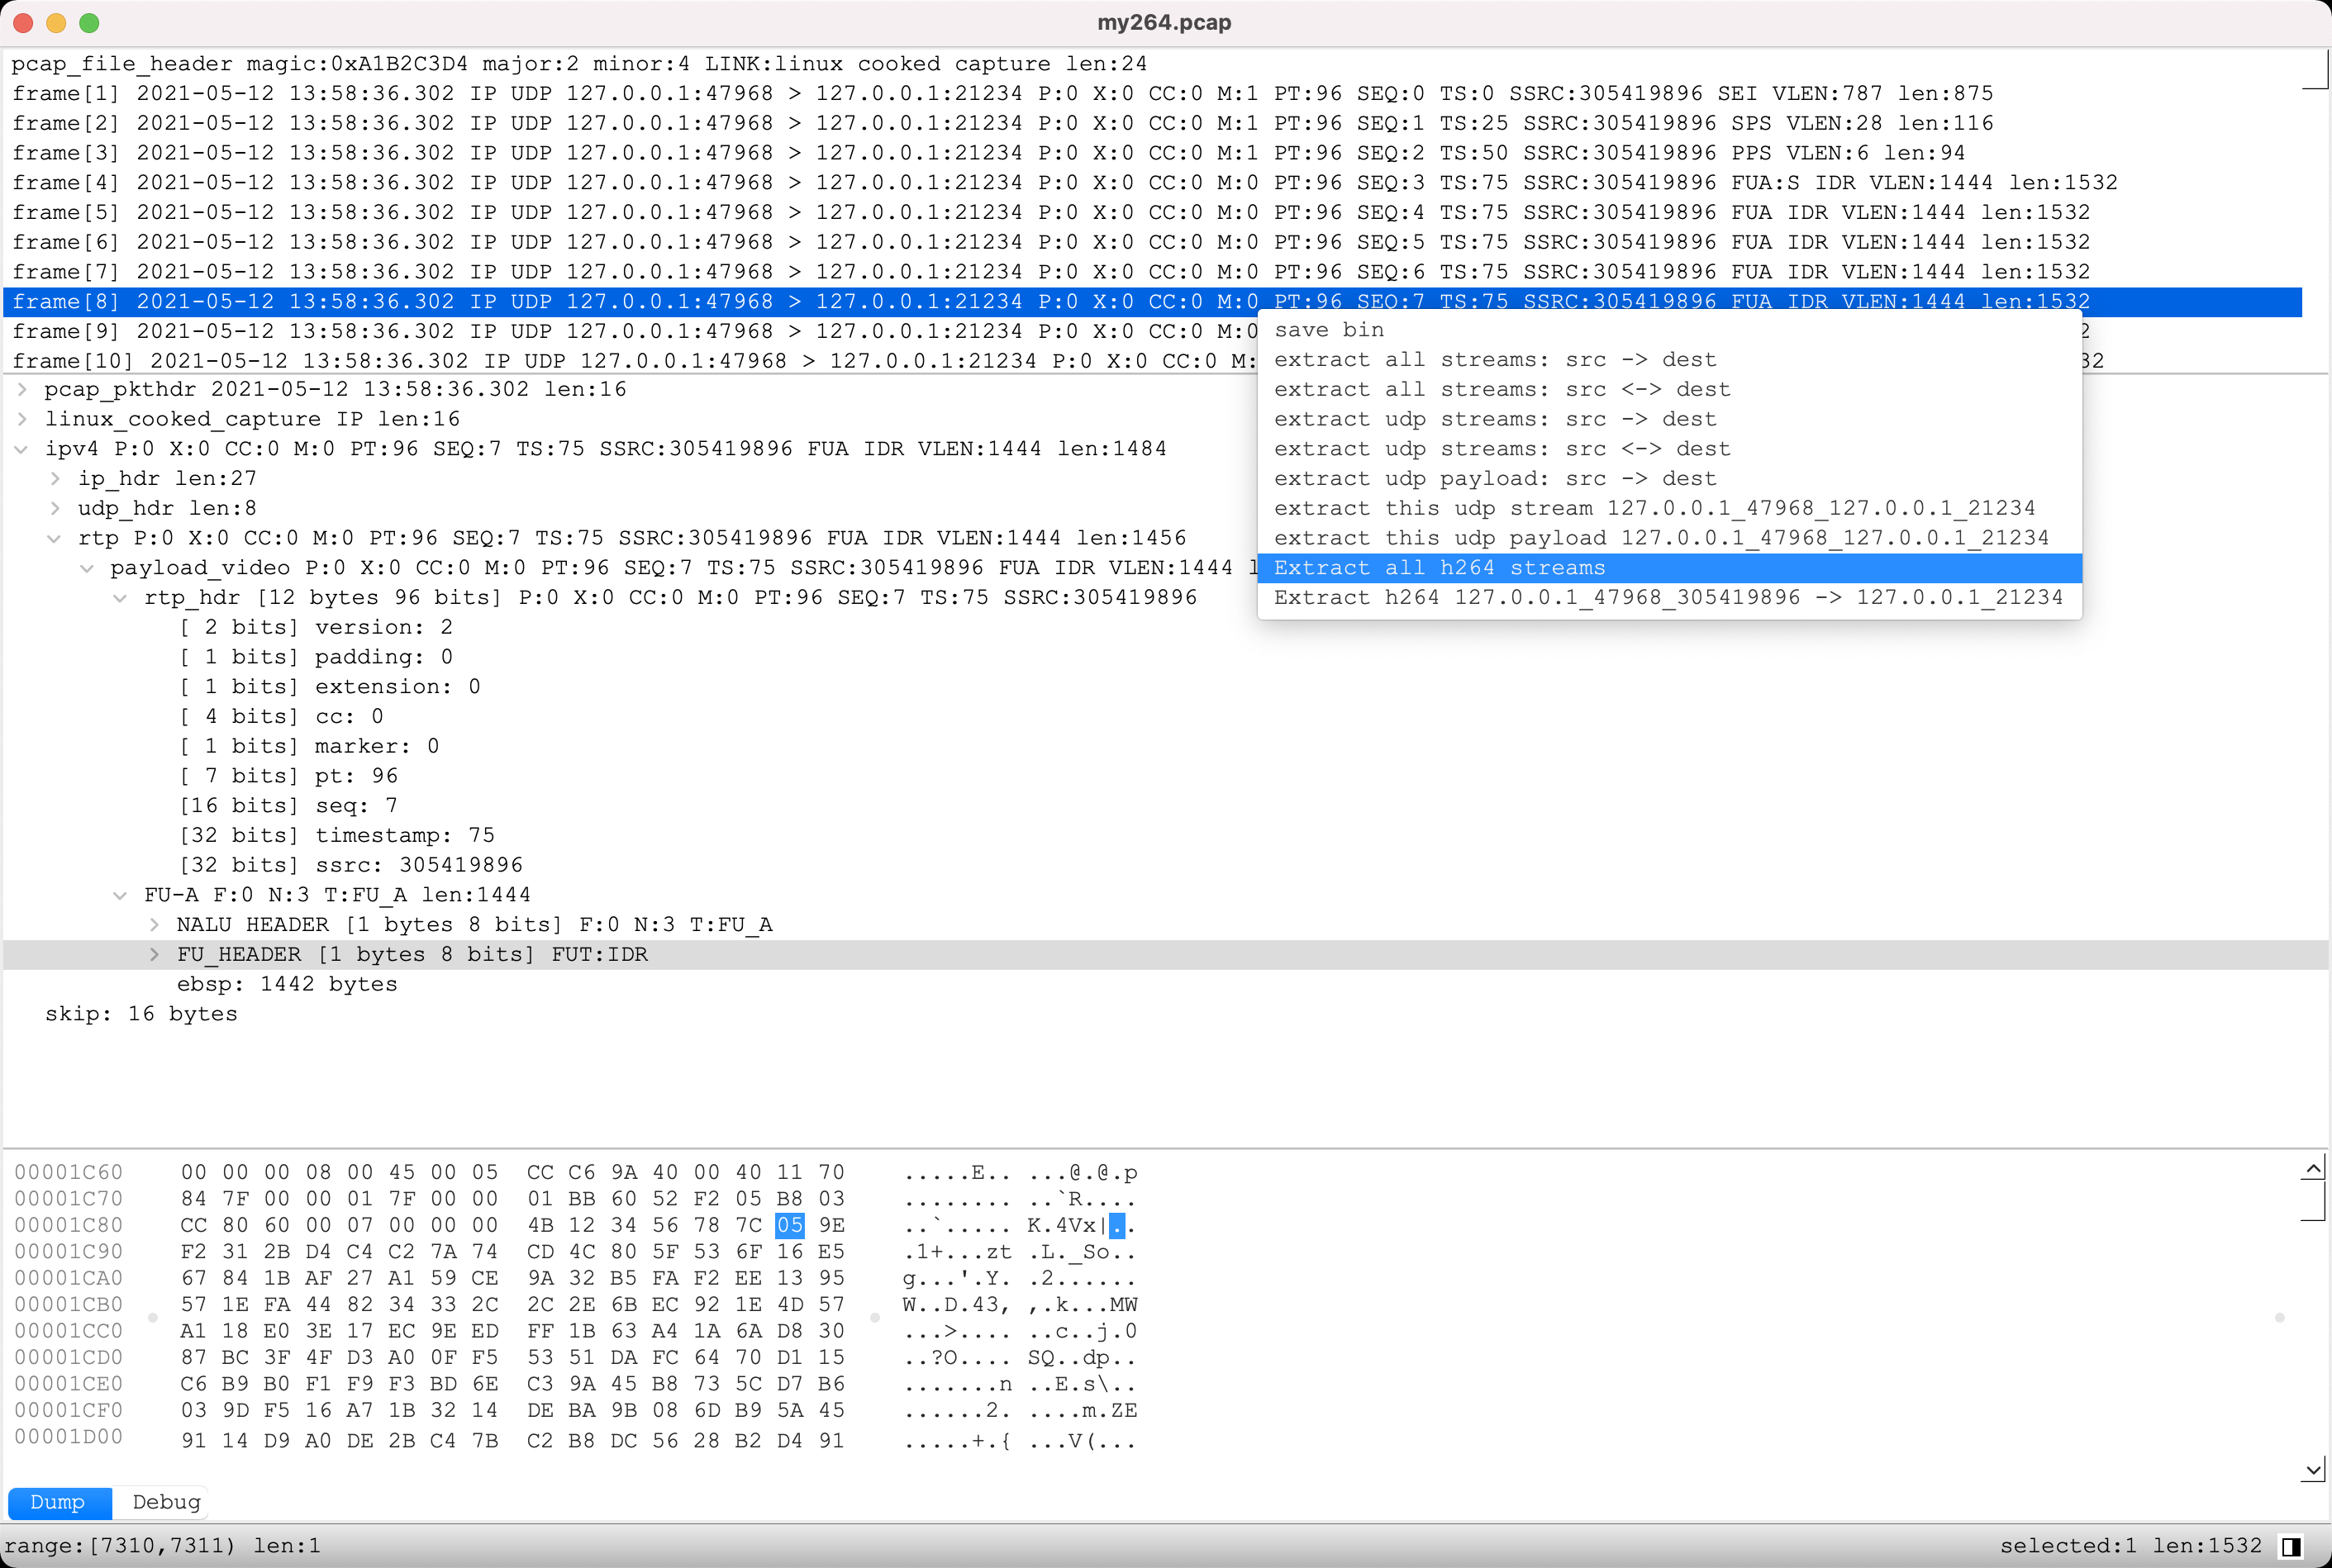 my264.pcap
pcap_file_header magic:0xA1B2C3D4 major:2 minor:4 LINK:linux cooked capture len:24
frame[1] 2021-05-12 13:58:36.302 IP UDP 127.0.0.1:47968 > 127.0.0.1:21234 P:0 X:0 CC:0 M:1 PT:96 SEQ:0 TS:0 SSRC:305419896 SEI VLEN:787 len:875
frame[2] 2021-05-12 13:58:36.302 IP UDP 127.0.0.1:47968 > 127.0.0.1:21234 P:0 X:0 CC:0 M:1 PT:96 SEQ:1 TS:25 SSRC:305419896 SPS VLEN:28 len:116
frame[3] 2021-05-12 13:58:36.302 IP UDP 127.0.0.1:47968 > 127.0.0.1:21234 P:0 X:0 CC:0 M:1 PT:96 SEQ:2 TS:50 SSRC:305419896 PPS VLEN:6 len:94
frame[4] 2021-05-12 13:58:36.302 IP UDP 127.0.0.1:47968 > 127.0.0.1:21234 P:0 X:0 CC:0 M:0 PT:96 SEQ:3 TS:75 SSRC:305419896 FUA:S IDR VLEN:1444 len:1532
frame[5] 2021-05-12 13:58:36.302 IP UDP 127.0.0.1:47968 > 127.0.0.1:21234 P:0 X:0 CC:0 M:0 PT:96 SEQ:4 TS:75 SSRC:305419896 FUA IDR VLEN:1444 len:1532
frame[6] 2021-05-12 13:58:36.302 IP UDP 127.0.0.1:47968 > 127.0.0.1:21234 P:0 X:0 CC:0 M:0 PT:96 SEQ:5 TS:75 SSRC:305419896 FUA IDR VLEN:1444 len:1532
frame[7] 2021-05-12 13:58:36.302 IP UDP 127.0.0.1:47968 > 127.0.0.1:21234 P:0 X:0 CC:0 M:0 PT:96 SEQ:6 TS:75 SSRC:305419896 FUA IDR VLEN:1444 len:1532
frame[8] 2021-05-12 13:58:36.302 IP UDP 127.0.0.1:47968 > 127.0.0.1:21234 P:0 X:0 CC:0 M:0 PT:96 SEQ:7 TS:75 SSRC:305419896 FUA IDR VLEN:1444 len:1532
frame[9] 2021-05-12 13:58:36.302 IP UDP 127.0.0.1:47968 > 127.0.0.1:21234 P:0 X:0 CC:0 M:0
frame[10] 2021-05-12 13:58:36.302 IP UDP 127.0.0.1:47968 > 127.0.0.1:21234 P:0 X:0 CC:0 M: 32
save bin
extract all streams: src -> dest
extract all streams: src <-> dest
extract udp streams: src -> dest
extract udp streams: src <-> dest
extract udp payload: src -> dest
extract this udp stream 127.0.0.1_47968_127.0.0.1_21234
extract this udp payload 127.0.0.1_47968_127.0.0.1_21234
Extract all h264 streams
Extract h264 127.0.0.1_47968_305419896 -> 127.0.0.1_21234
pcap_pkthdr 2021-05-12 13:58:36.302 len:16
linux_cooked_capture IP len:16
ipv4 P:0 X:0 CC:0 M:0 PT:96 SEQ:7 TS:75 SSRC:305419896 FUA IDR VLEN:1444 len:1484
ip_hdr len:27
udp_hdr len:8
rtp P:0 X:0 CC:0 M:0 PT:96 SEQ:7 TS:75 SSRC:305419896 FUA IDR VLEN:1444 len:1456
payload_video P:0 X:0 CC:0 M:0 PT:96 SEQ:7 TS:75 SSRC:305419896 FUA IDR VLEN:1444 l
rtp_hdr [12 bytes 96 bits] P:0 X:0 CC:0 M:0 PT:96 SEQ:7 TS:75 SSRC:305419896
[ 2 bits] version: 2
[ 1 bits] padding: 0
[ 1 bits] extension: 0
[ 4 bits] cc: 0
[ 1 bits] marker: 0
[ 7 bits] pt: 96
[16 bits] seq: 7
[32 bits] timestamp: 75
[32 bits] ssrc: 305419896
FU-A F:0 N:3 T:FU_A len:1444
NALU HEADER [1 bytes 8 bits] F:0 N:3 T:FU_A
FU_HEADER [1 bytes 8 bits] FUT:IDR
ebsp: 1442 bytes
skip: 16 bytes
00001C60 00 00 00 08 00 45 00 05 CC C6 9A 40 00 40 11 70 .....E.. ...@.@.p
00001C70 84 7F 00 00 01 7F 00 00 01 BB 60 52 F2 05 B8 03 ........ ..`R....
00001C80 CC 80 60 00 07 00 00 00 4B 12 34 56 78 7C 05 9E ..`..... K.4Vx|..
00001C90 F2 31 2B D4 C4 C2 7A 74 CD 4C 80 5F 53 6F 16 E5 .1+...zt .L._So..
00001CA0 67 84 1B AF 27 A1 59 CE 9A 32 B5 FA F2 EE 13 95 g...'.Y. .2......
00001CB0 57 1E FA 44 82 34 33 2C 2C 2E 6B EC 92 1E 4D 57 W..D.43, ,.k...MW
00001CC0 A1 18 E0 3E 17 EC 9E ED FF 1B 63 A4 1A 6A D8 30 ...>.... ..c..j.0
00001CD0 87 BC 3F 4F D3 A0 0F F5 53 51 DA FC 64 70 D1 15 ..?O.... SQ..dp..
00001CE0 C6 B9 B0 F1 F9 F3 BD 6E C3 9A 45 B8 73 5C D7 B6 .......n ..E.s\..
00001CF0 03 9D F5 16 A7 1B 32 14 DE BA 9B 08 6D B9 5A 45 ......2. ....m.ZE
00001D00 91 14 D9 A0 DE 2B C4 7B C2 B8 DC 56 28 B2 D4 91 .....+.{ ...V(...
Dump Debug
range:[7310,7311) len:1 selected:1 len:1532